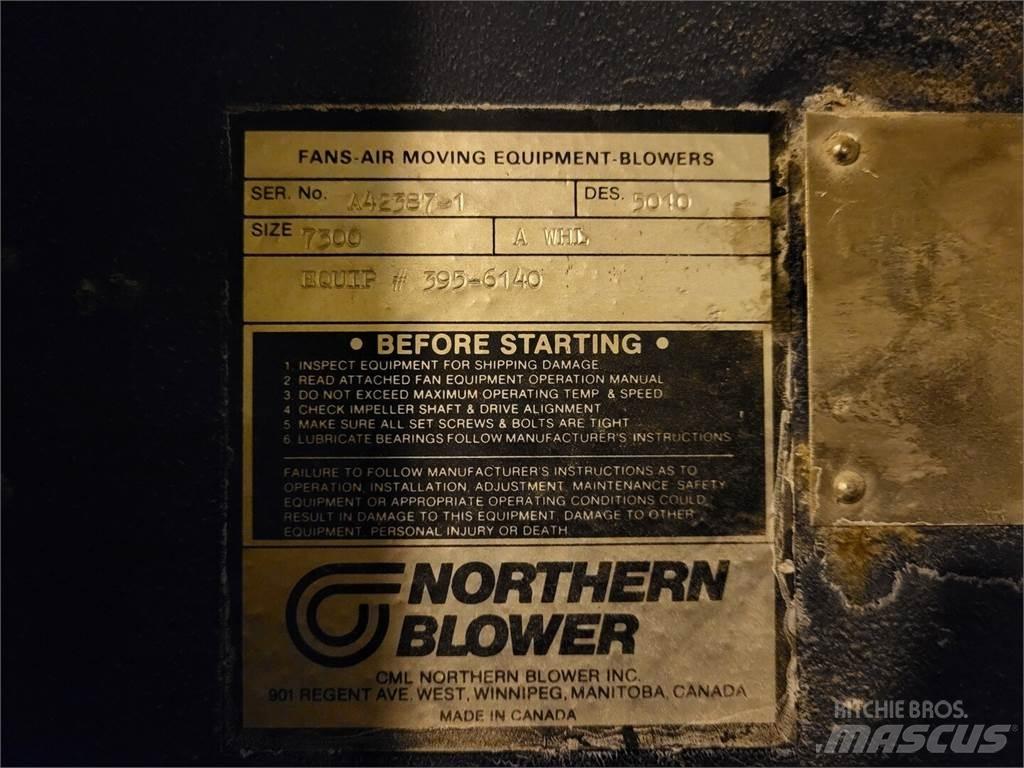 FANS-AIR MOVING EQUIPMENT-BLOWERS
SER. No. A42387-1 DES. 5010
SIZE 7300 A WHL
EQUIP # 395-6140
• BEFORE STARTING •
1 INSPECT EQUIPMENT FOR SHIPPING DAMAGE
2 READ ATTACHED FAN EQUIPMENT OPERATION MANUAL
3 DO NOT EXCEED MAXIMUM OPERATING TEMP & SPEED
4 CHECK IMPELLER SHAFT & DRIVE ALIGNMENT
5 MAKE SURE ALL SET SCREWS & BOLTS ARE TIGHT
6 LUBRICATE BEARINGS FOLLOW MANUFACTURER'S INSTRUCTIONS
FAILURE TO FOLLOW MANUFACTURER'S INSTRUCTIONS AS TO
OPERATION, INSTALLATION, ADJUSTMENT, MAINTENANCE SAFETY
EQUIPMENT OR APPROPRIATE OPERATING CONDITIONS COULD
RESULT IN DAMAGE TO THIS EQUIPMENT, DAMAGE TO OTHER
EQUIPMENT, PERSONAL INJURY OR DEATH
NORTHERN
BLOWER
CML NORTHERN BLOWER INC.
901 REGENT AVE. WEST, WINNIPEG, MANITOBA, CANADA
MADE IN CANADA
RITCHIE BROS.
MASCUS